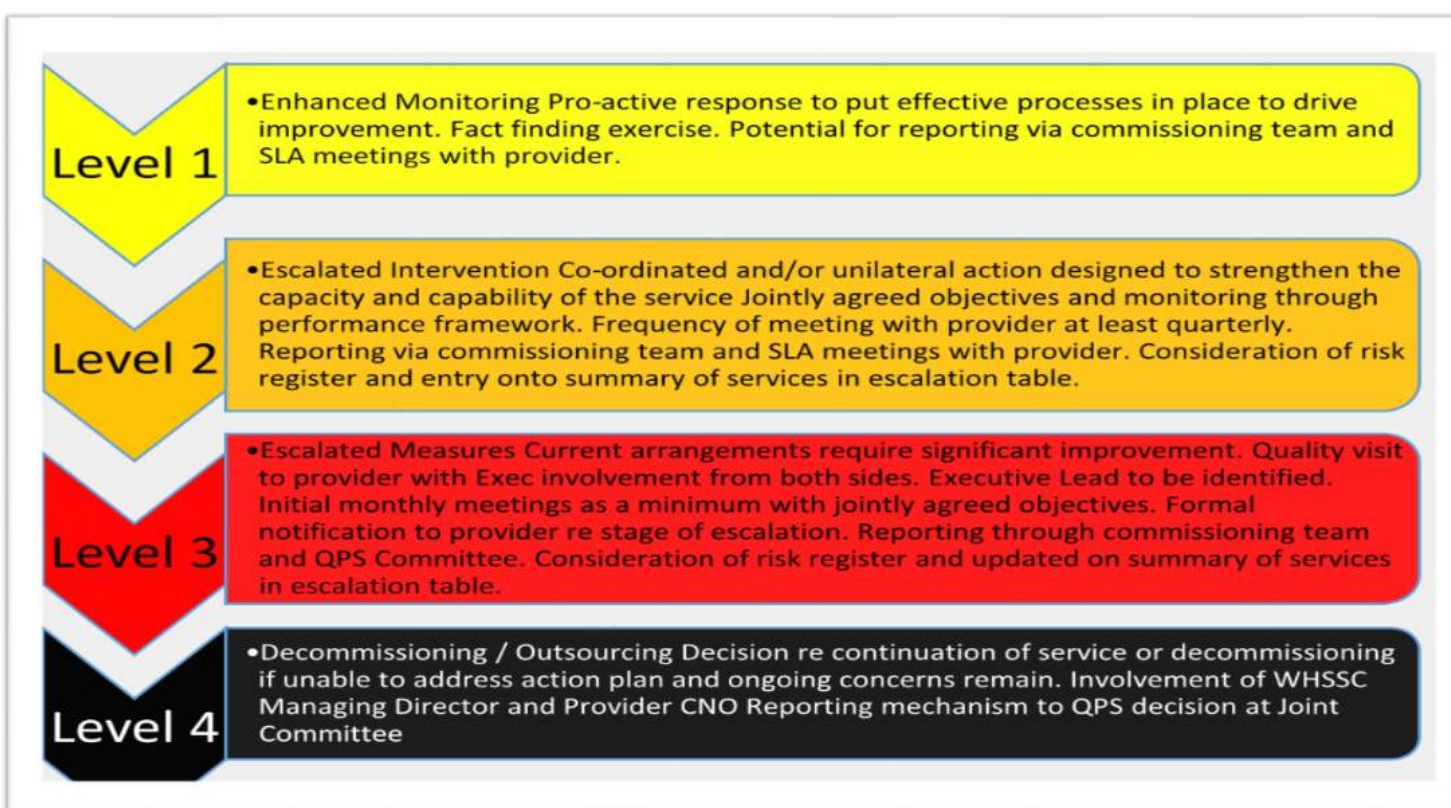 Level 1
•Enhanced Monitoring Pro-active response to put effective processes in place to drive
improvement. Fact finding exercise. Potential for reporting via commissioning team and
SLA meetings with provider.
Level 2
•Escalated Intervention Co-ordinated and/or unilateral action designed to strengthen the
capacity and capability of the service Jointly agreed objectives and monitoring through
performance framework. Frequency of meeting with provider at least quarterly.
Reporting via commissioning team and SLA meetings with provider. Consideration of risk
register and entry onto summary of services in escalation table.
Level 3
•Escalated Measures Current arrangements require significant improvement. Quality visit
to provider with Exec involvement from both sides. Executive Lead to be identified.
Initial monthly meetings as a minimum with jointly agreed objectives. Formal
notification to provider re stage of escalation. Reporting through commissioning team
and QPS Committee. Consideration of risk register and updated on summary of services
in escalation table.
Level 4
•Decommissioning / Outsourcing Decision re continuation of service or decommissioning
if unable to address action plan and ongoing concerns remain. Involvement of WHSSC
Managing Director and Provider CNO Reporting mechanism to QPS decision at Joint
Committee